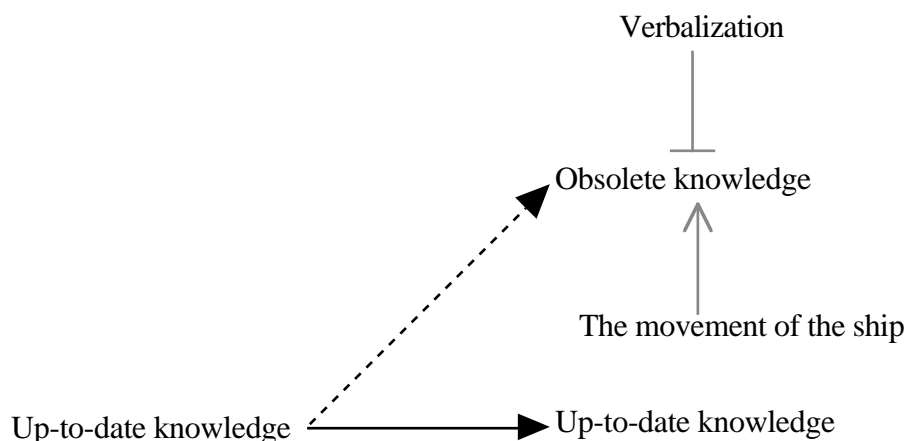 Verbalization
Obsolete knowledge
The movement of the ship
Up-to-date knowledge
Up-to-date knowledge